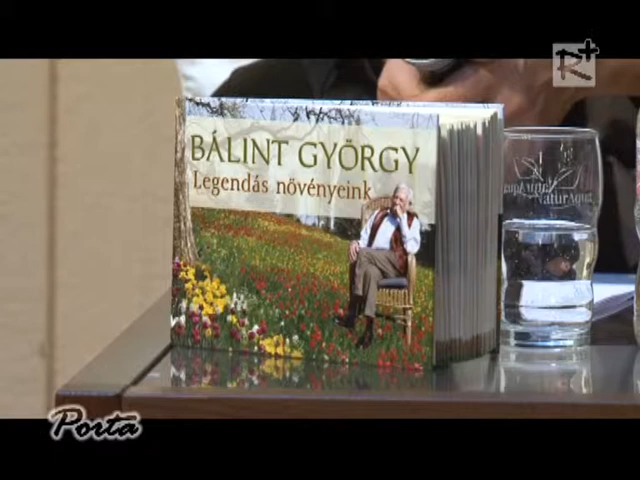 R+
BÁLINT GYÖRGY
Legendás növényeink
NaturAqua
Porta